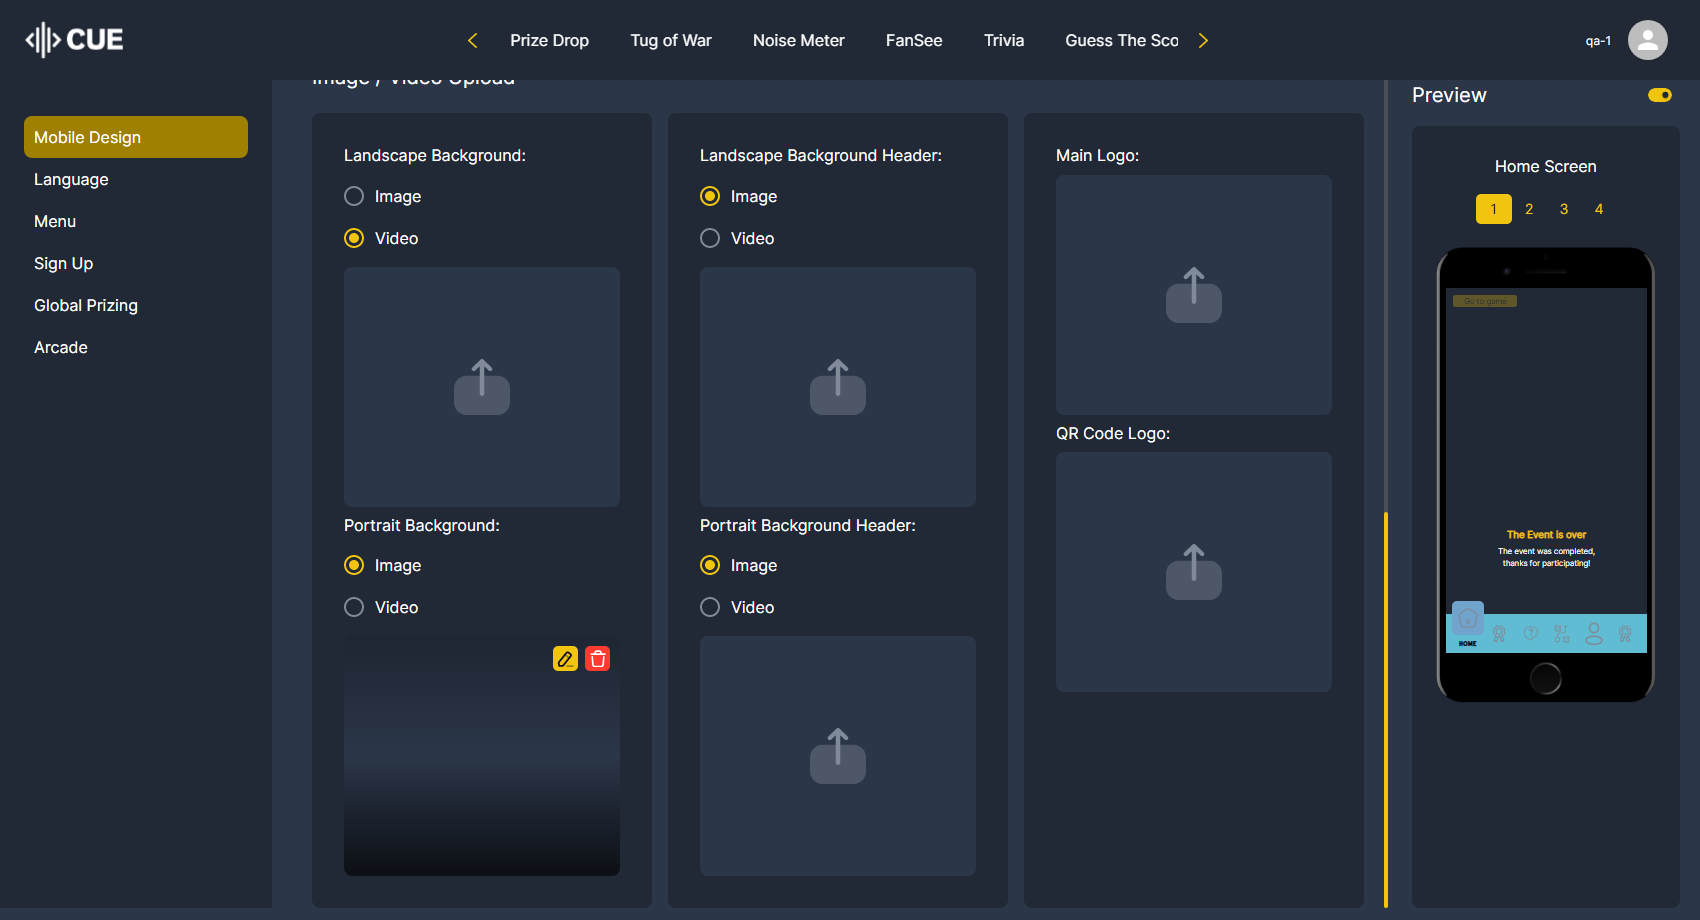 CUE
Prize Drop
Tug of War
Noise Meter
FanSee
Trivia
Guess The Sco
qa-1
Mobile Design
Language
Menu
Sign Up
Global Prizing
Arcade
Image / Video Upload
Landscape Background:
Image
Video
Portrait Background:
Image
Video
Landscape Background Header:
Image
Video
Portrait Background Header:
Image
Video
Main Logo:
QR Code Logo:
Preview
Home Screen
1 2 3 4
Go to game
The Event is over
The event was completed,
thanks for participating!
HOME